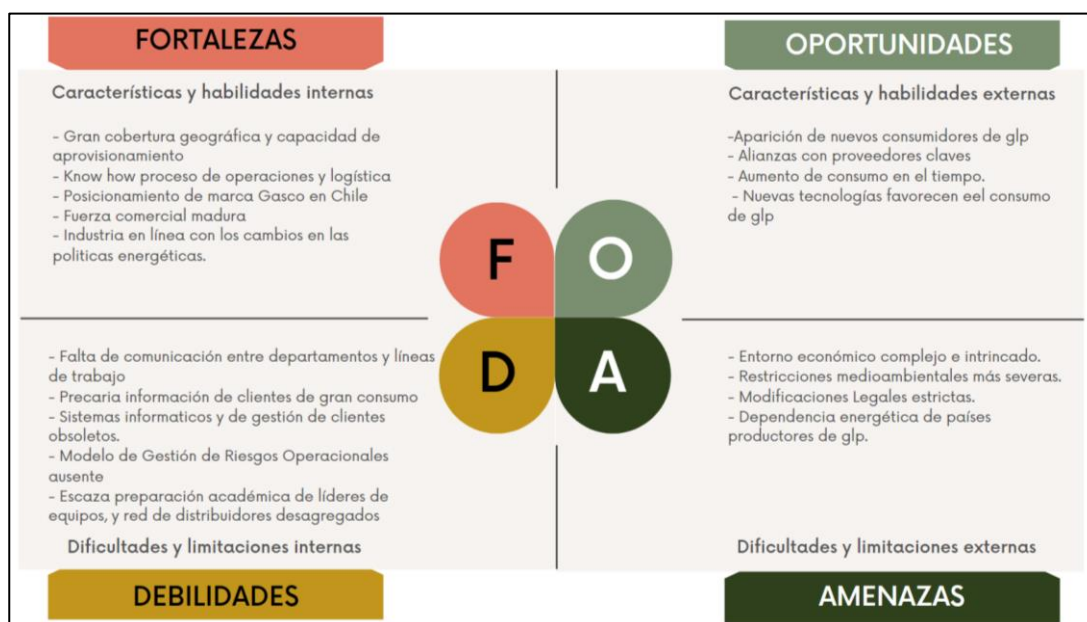 FORTALEZAS
Características y habilidades internas
- Gran cobertura geográfica y capacidad de
aprovisionamiento
- Know how proceso de operaciones y logística
- Posicionamiento de marca Gasco en Chile
- Fuerza comercial madura
- Industria en línea con los cambios en las
politicas energéticas.
OPORTUNIDADES
Características y habilidades externas
-Aparición de nuevos consumidores de glp
- Alianzas con proveedores claves
- Aumento de consumo en el tiempo.
- Nuevas tecnologías favorecen eel consumo
de glp
F
O
D
A
- Falta de comunicación entre departamentos y líneas
de trabajo
- Precaria información de clientes de gran consumo
- Sistemas informaticos y de gestión de clientes
obsoletos.
- Modelo de Gestión de Riesgos Operacionales
ausente
- Escaza preparación académica de líderes de
equipos, y red de distribuidores desagregados
Dificultades y limitaciones internas
DEBILIDADES
- Entorno económico complejo e intrincado.
- Restricciones medioambientales más severas.
- Modificaciones Legales estrictas.
- Dependencia energética de países
productores de glp.
Dificultades y limitaciones externas
AMENAZAS